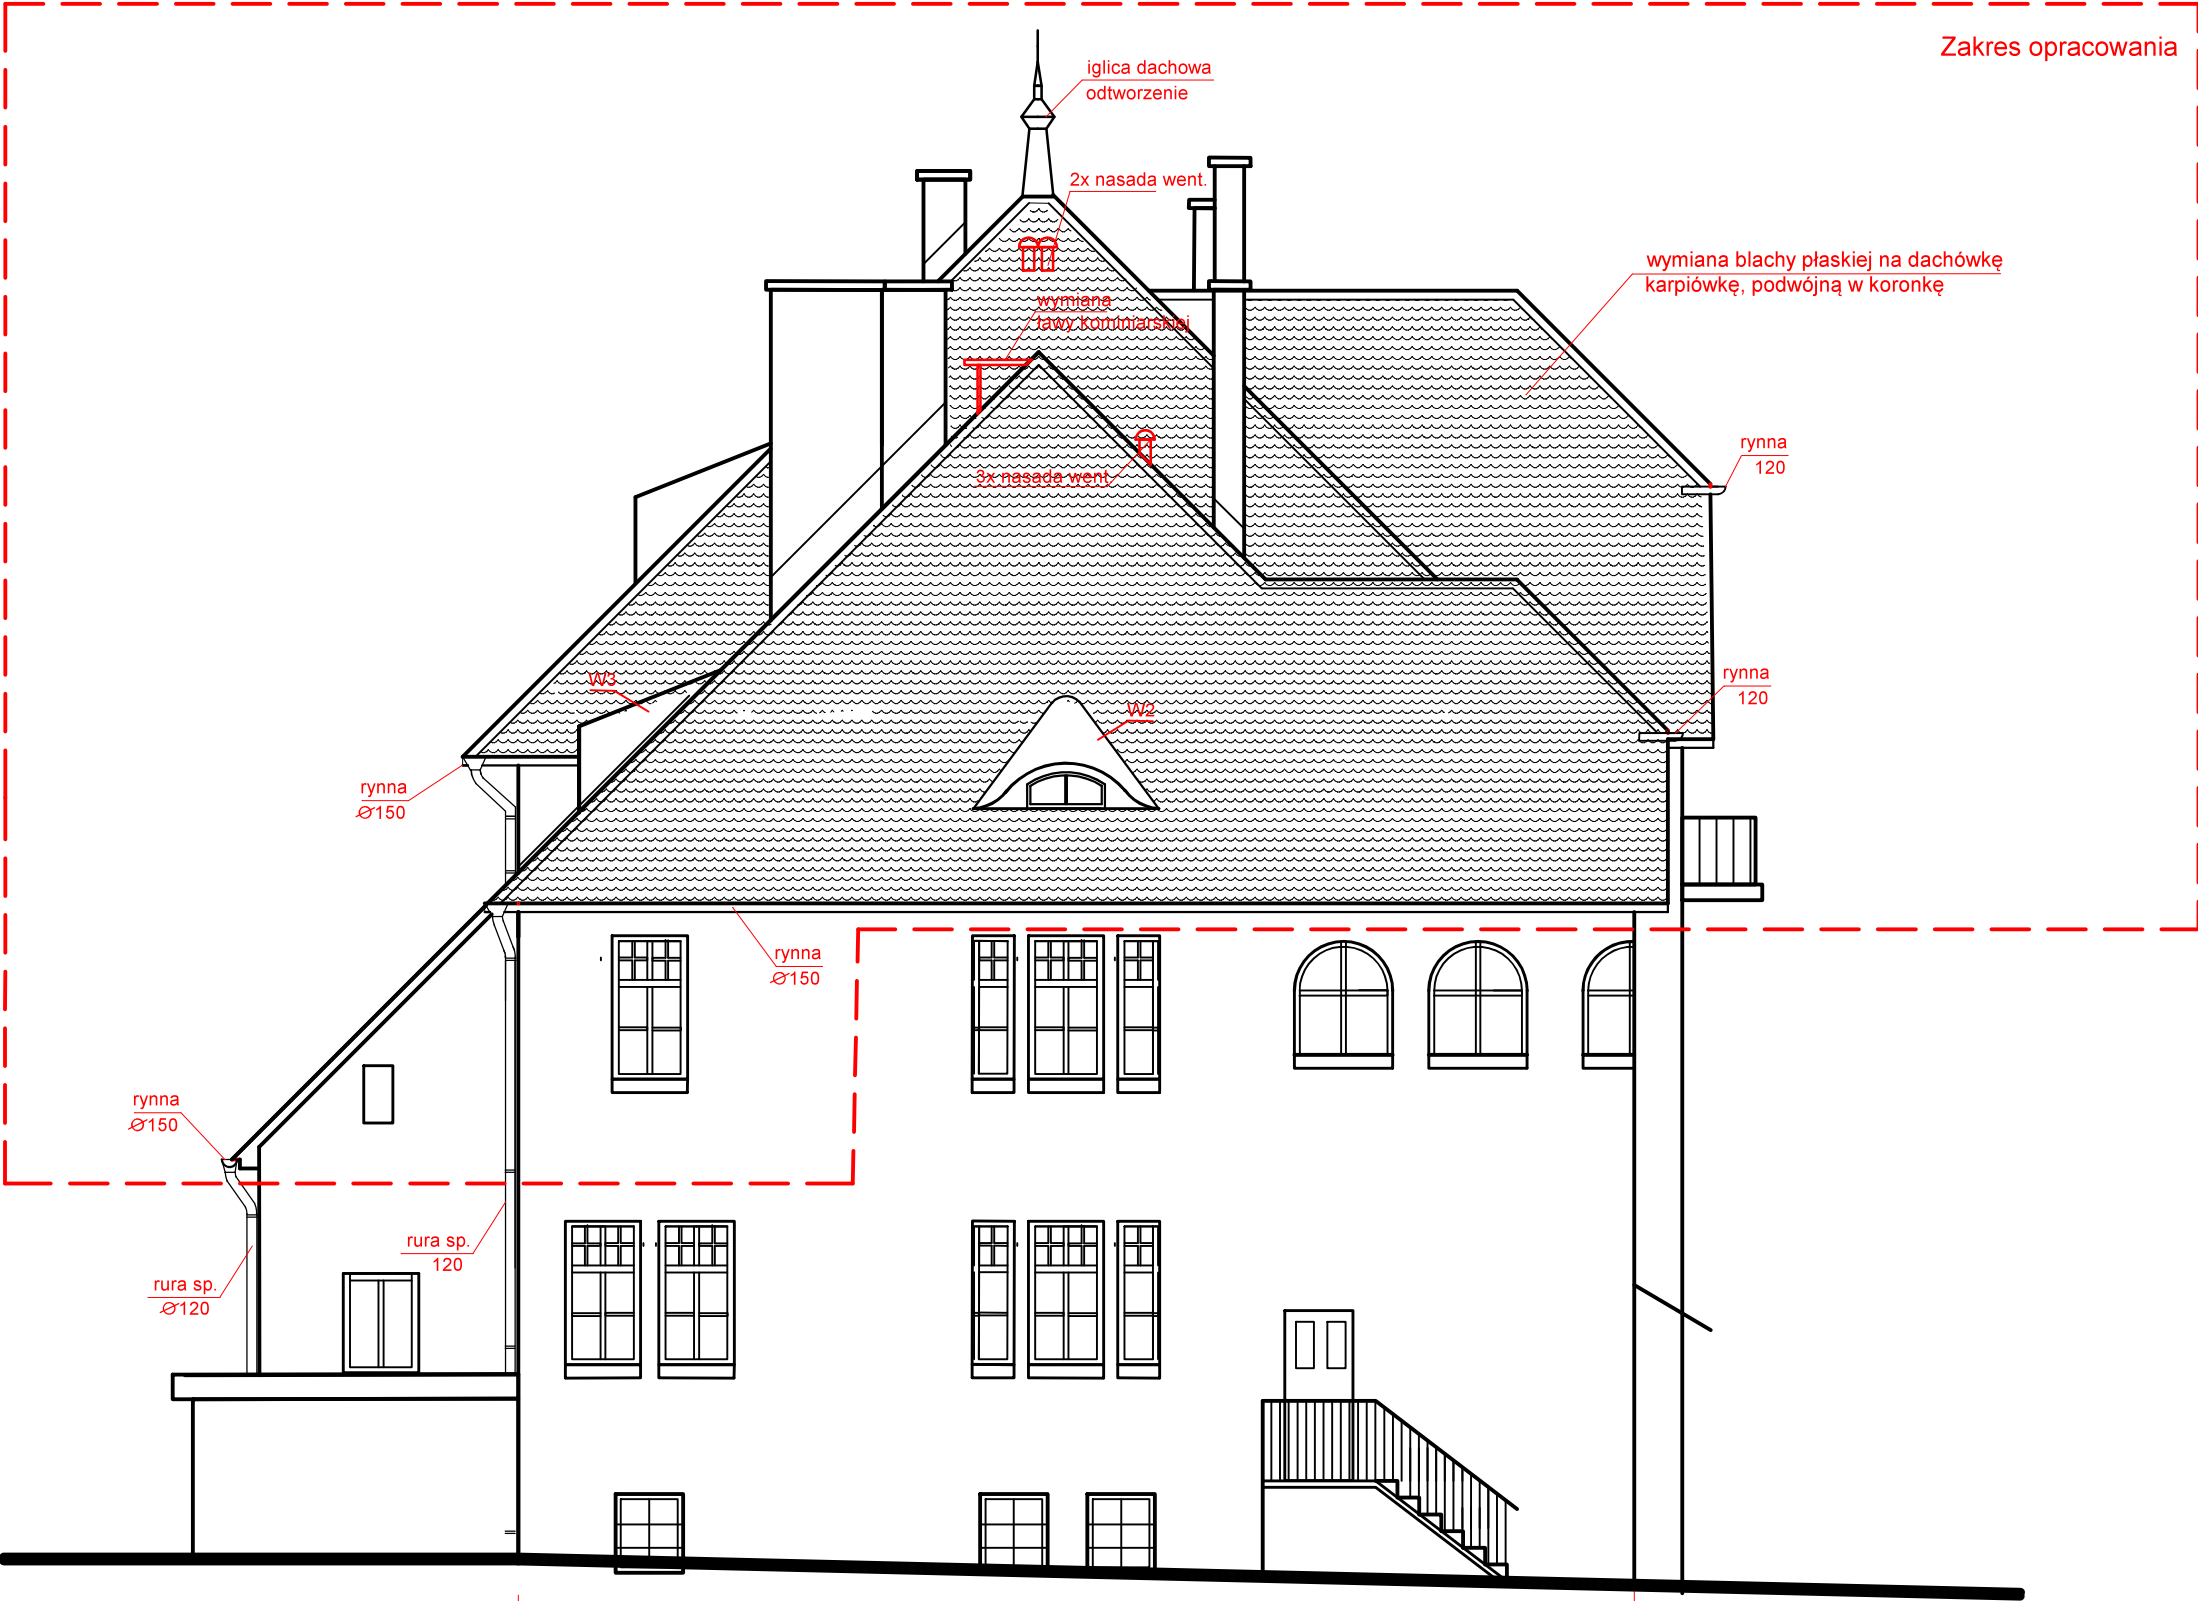 Zakres opracowania
iglica dachowa
odtworzenie
2x nasada went.
wymiana blachy płaskiej na dachówkę
karpiówkę, podwójną w koronkę
wymiana
ławy kominiarskiej
rynna
120
3x nasada went.
rynna
120
W3
W2
rynna
∅150
rynna
∅150
rynna
∅150
rura sp.
120
rura sp.
∅120